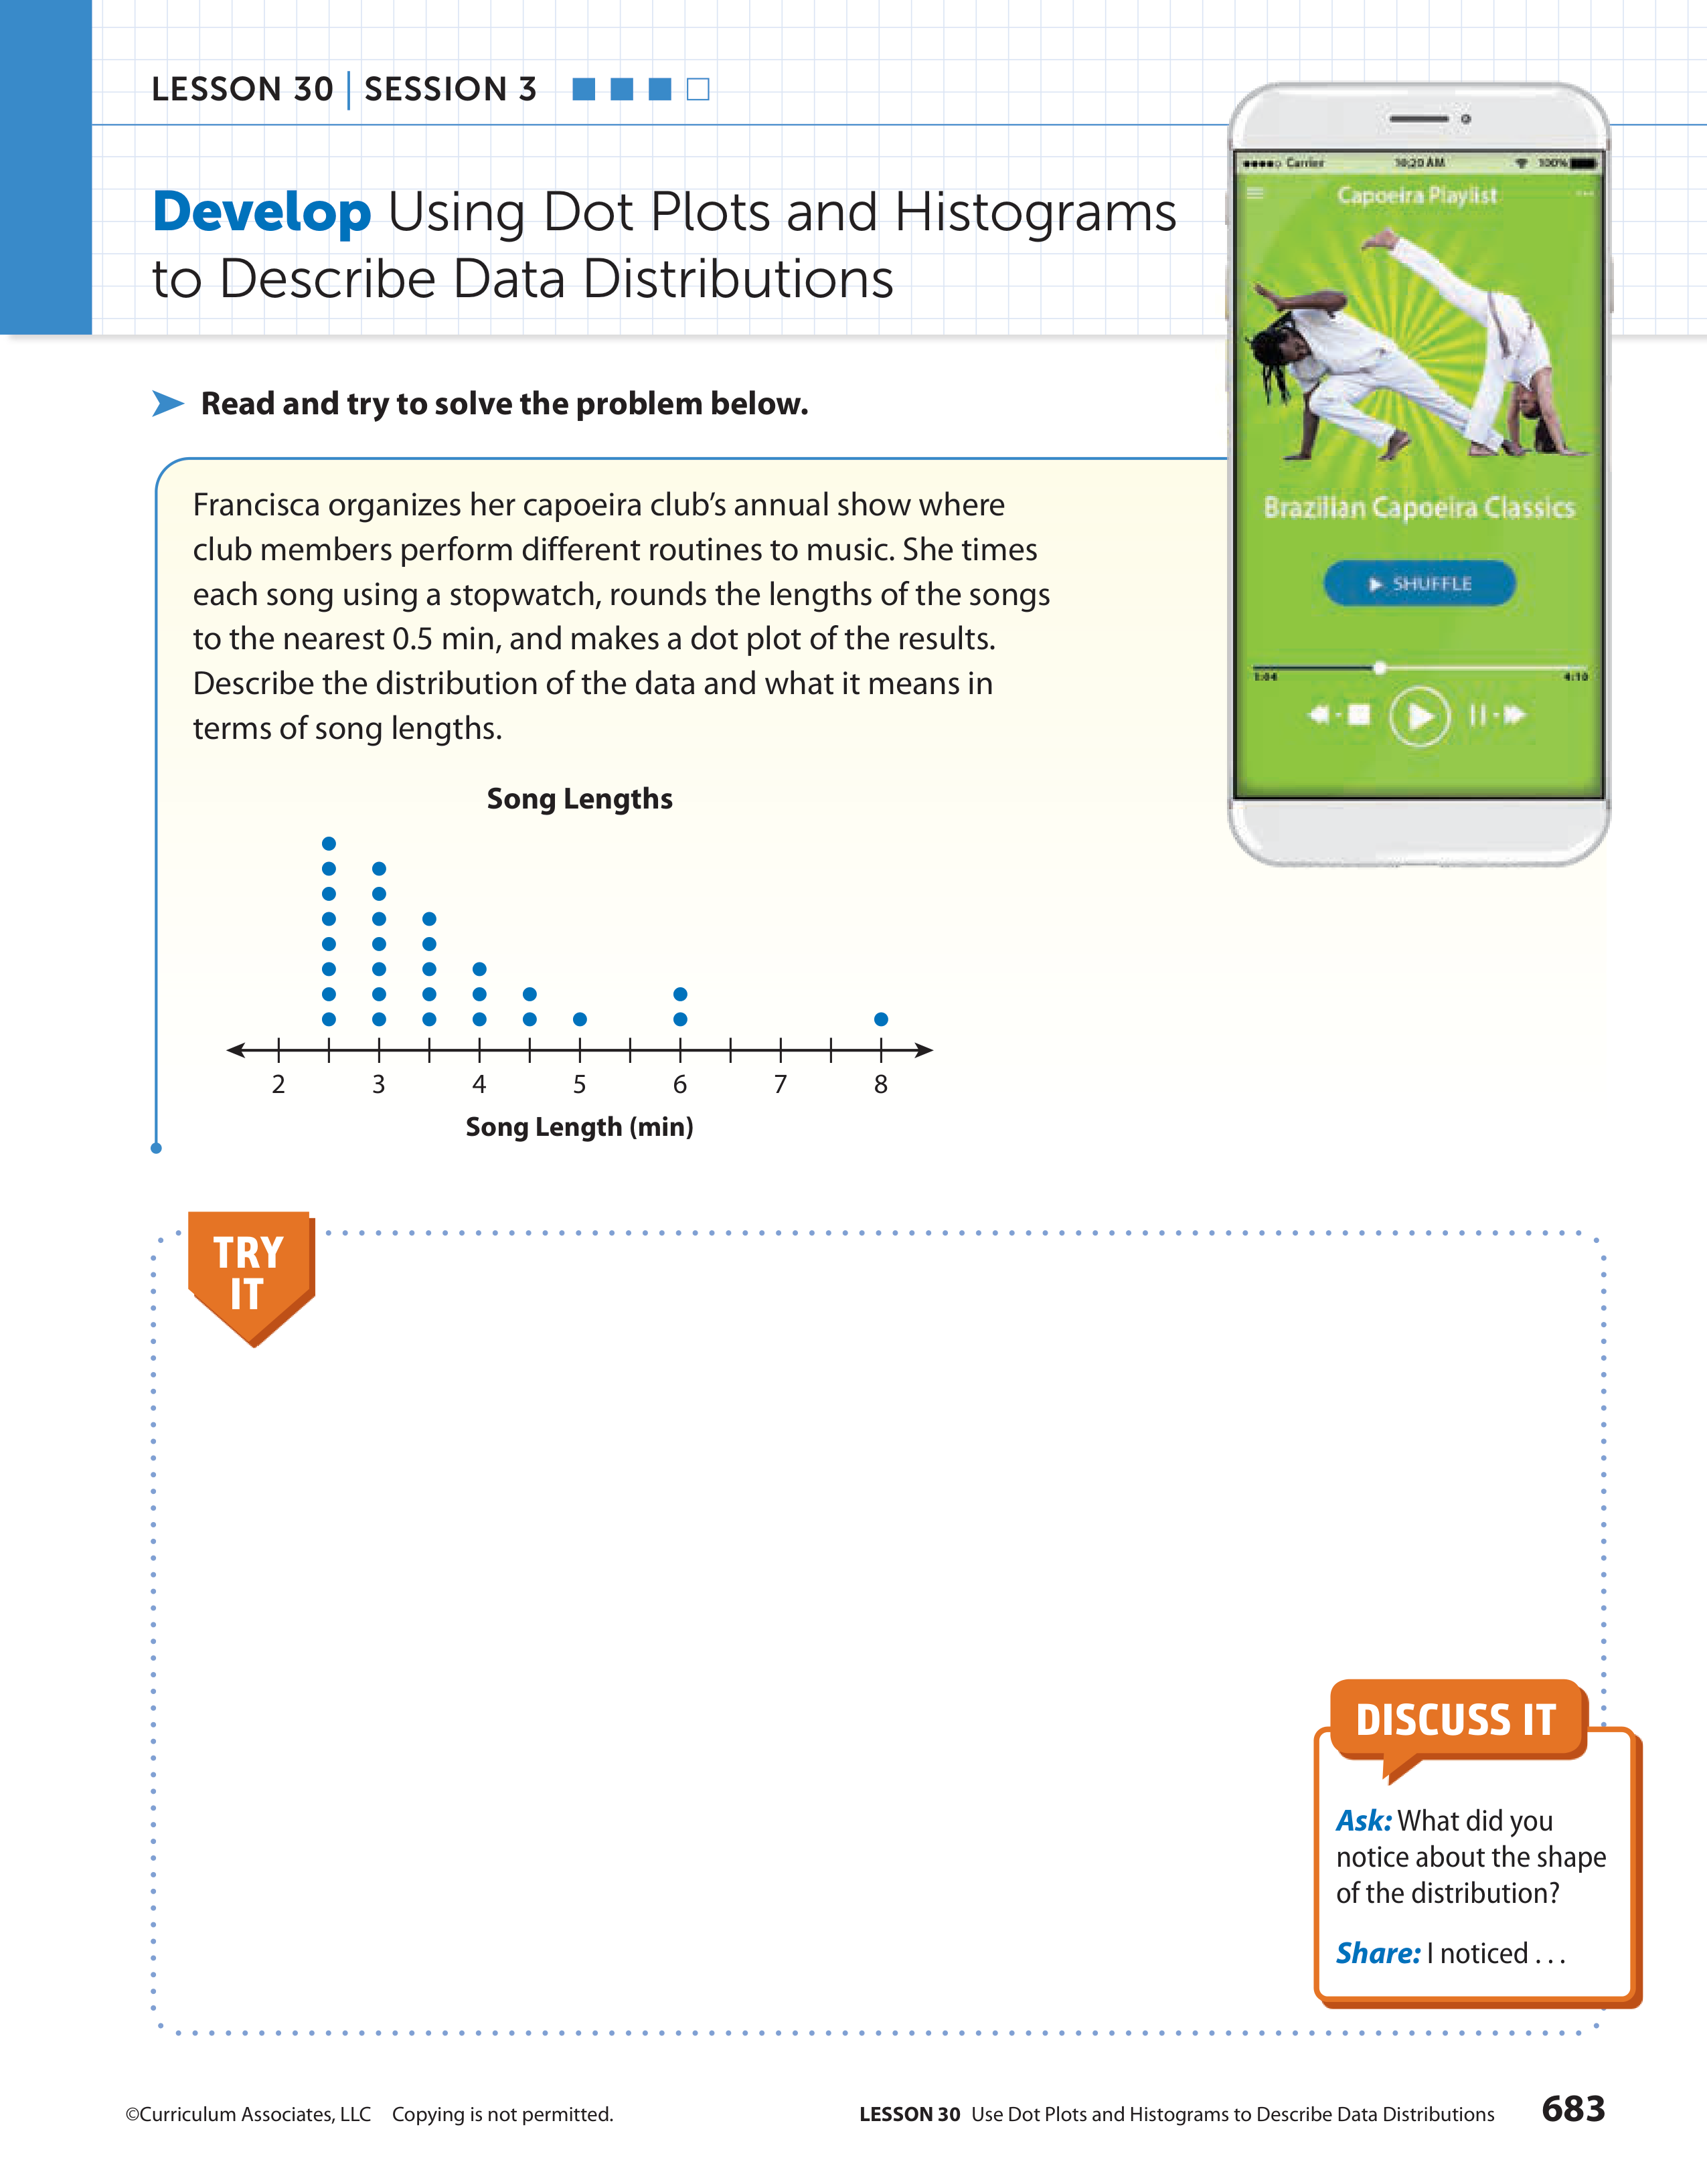 LESSON 30 | SESSION 3
Develop Using Dot Plots and Histograms
to Describe Data Distributions
Carrier 10:20 AM 100%
Capoeira Playlist
Brazilian Capoeira Classics
SHUFFLE
1:04 4:10
Read and try to solve the problem below.
Francisca organizes her capoeira club’s annual show where
club members perform different routines to music. She times
each song using a stopwatch, rounds the lengths of the songs
to the nearest 0.5 min, and makes a dot plot of the results.
Describe the distribution of the data and what it means in
terms of song lengths.
Song Lengths
2 3 4 5 6 7 8
Song Length (min)
TRY
IT
DISCUSS IT
Ask: What did you
notice about the shape
of the distribution?
Share: I noticed . . .
©Curriculum Associates, LLC Copying is not permitted.
LESSON 30 Use Dot Plots and Histograms to Describe Data Distributions 683